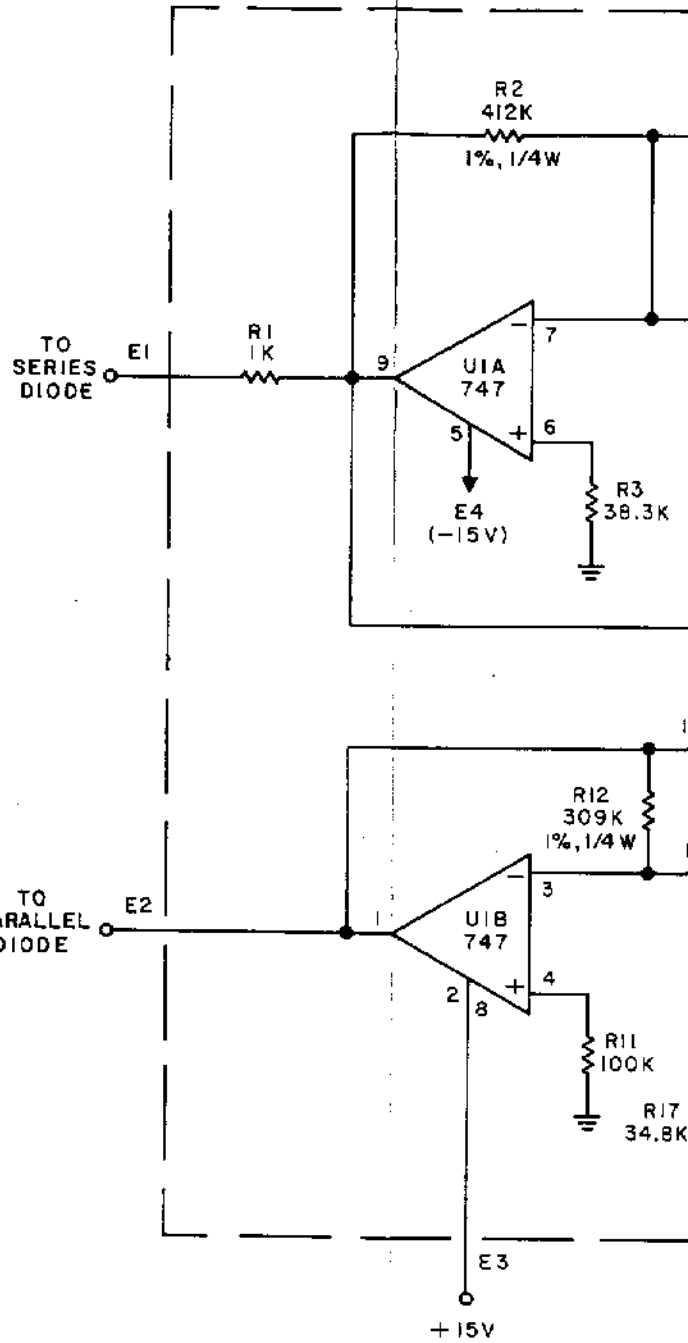 R2
412K
1%, 1/4W
TO
SERIES
DIODE
E1
R1
1K
9
−
7
U1A
747
5
+
6
E4
(−15V)
R3
38.3K
R12
309K
1%, 1/4W
TO
ARALLEL
DIODE
E2
1
−
3
U1B
747
+
4
2
8
R11
100K
R17
34.8K
E3
+15V